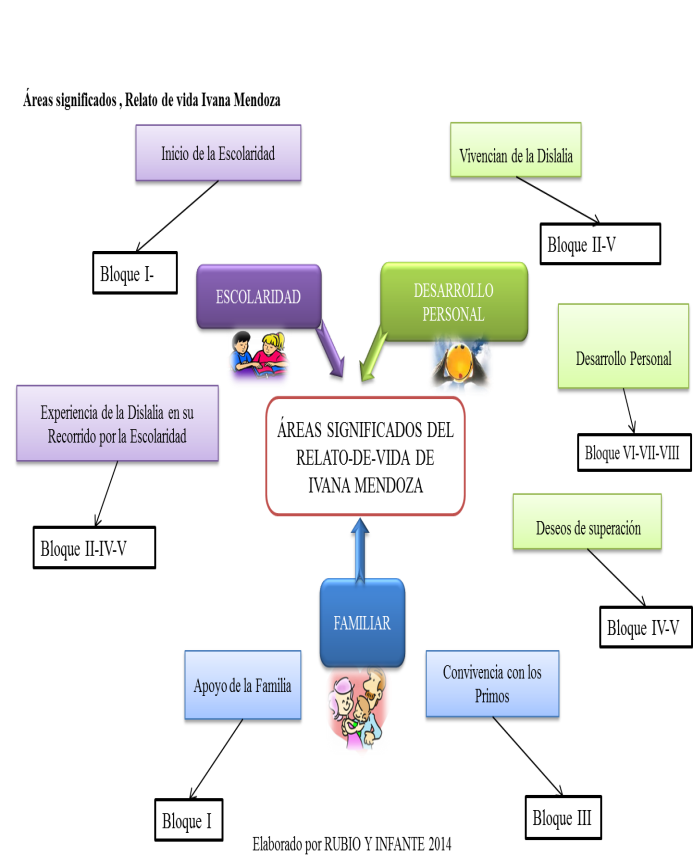 Áreas significados , Relato de vida Ivana Mendoza
Inicio de la Escolaridad
Vivencian de la Dislalia
Bloque II-V
Bloque I-
ESCOLARIDAD
DESARROLLO
PERSONAL
Desarrollo Personal
Experiencia de la Dislalia en su
Recorrido por la Escolaridad
ÁREAS SIGNIFICADOS DEL
RELATO-DE-VIDA DE
IVANA MENDOZA
Bloque VI-VII-VIII
Deseos de superación
Bloque II-IV-V
FAMILIAR
Bloque IV-V
Apoyo de la Familia
Convivencia con los
Primos
Bloque I
Bloque III
Elaborado por RUBIO Y INFANTE 2014